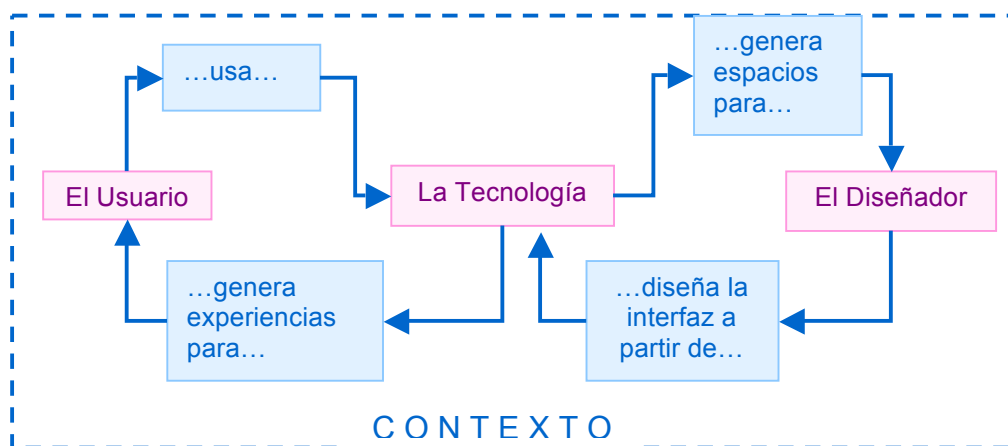 …usa…
…genera
espacios
para…
El Usuario
La Tecnología
El Diseñador
…genera
experiencias
para…
…diseña la
interfaz a
partir de…
CONTEXTO